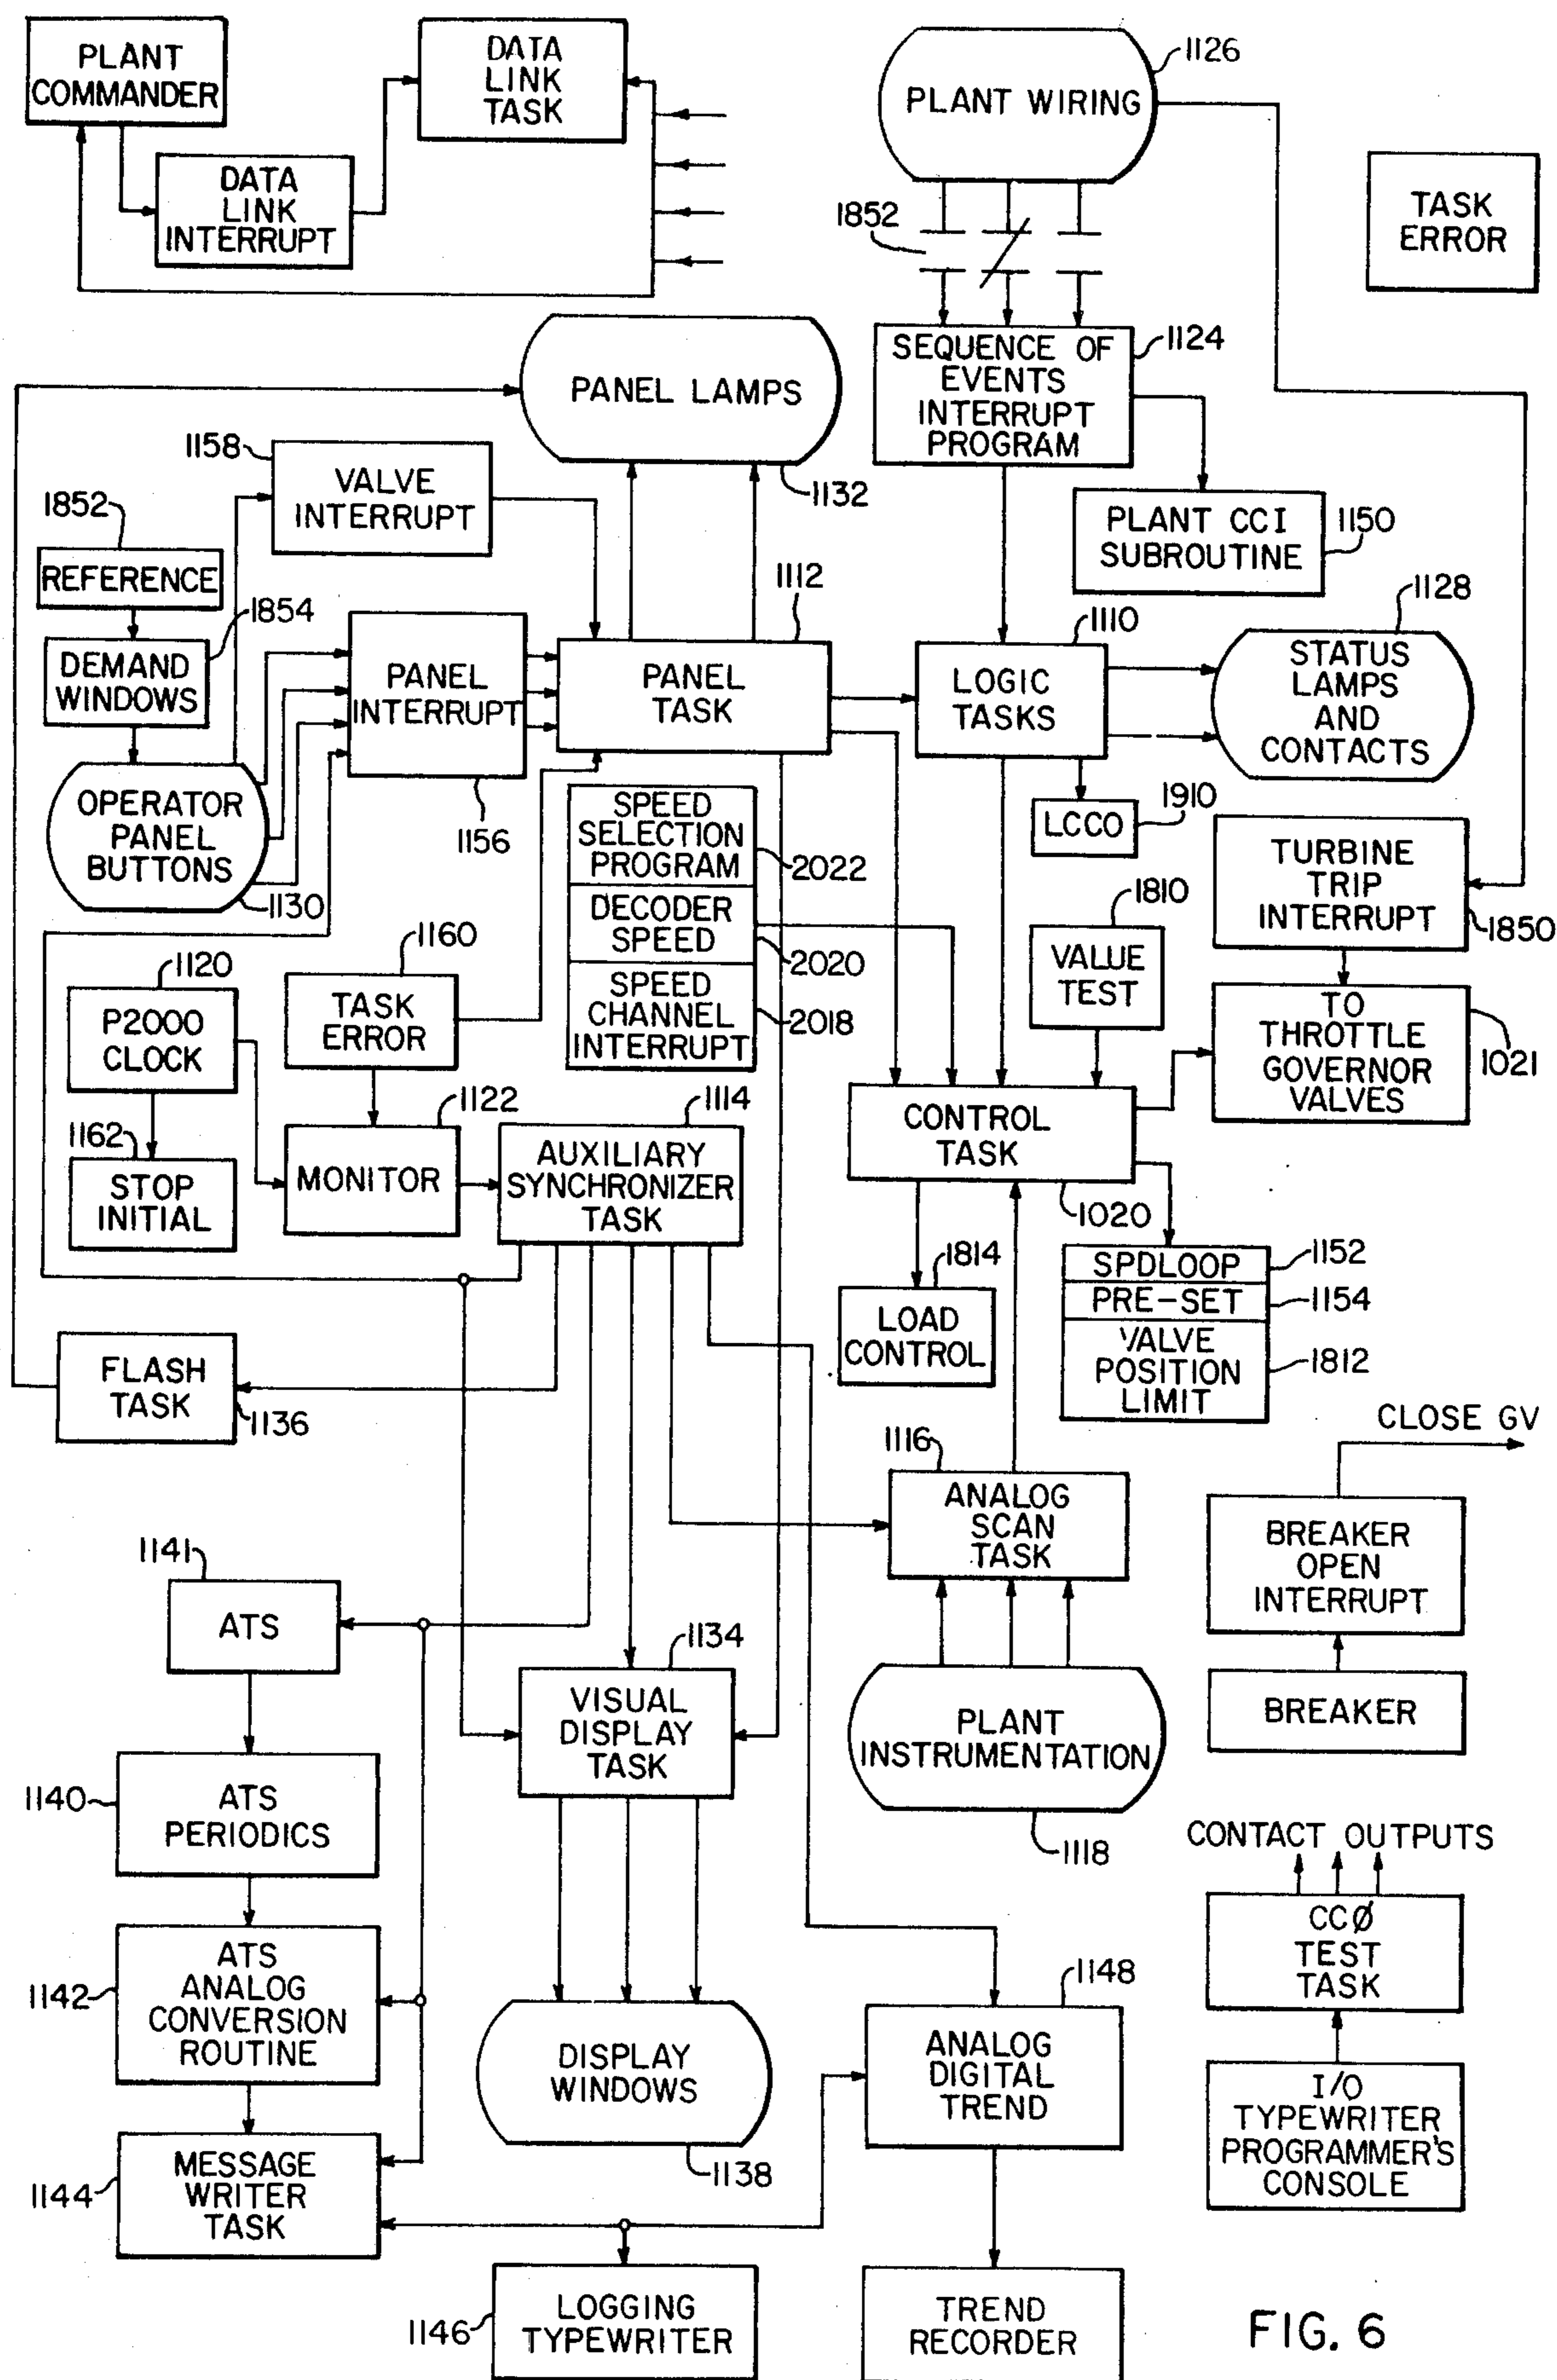 PLANT
COMMANDER
DATA
LINK
TASK
DATA
LINK
INTERRUPT
PLANT WIRING
1126
TASK
ERROR
1852
SEQUENCE OF
EVENTS
INTERRUPT
PROGRAM
1124
PANEL LAMPS
1132
1158
VALVE
INTERRUPT
PLANT CCI
SUBROUTINE
1150
1852
REFERENCE
1854
DEMAND
WINDOWS
PANEL
INTERRUPT
1156
1112
PANEL
TASK
1110
LOGIC
TASKS
1128
STATUS
LAMPS
AND
CONTACTS
OPERATOR
PANEL
BUTTONS
1130
SPEED
SELECTION
PROGRAM
2022
DECODER
SPEED
2020
SPEED
CHANNEL
INTERRUPT
2018
LCCO
1910
TURBINE
TRIP
INTERRUPT
1850
1810
VALUE
TEST
TO
THROTTLE
GOVERNOR
VALVES
1021
1120
P2000
CLOCK
1160
TASK
ERROR
1162
STOP
INITIAL
1122
MONITOR
1114
AUXILIARY
SYNCHRONIZER
TASK
CONTROL
TASK
1020
1814
LOAD
CONTROL
SPDLOOP
1152
PRE-SET
1154
VALVE
POSITION
LIMIT
1812
FLASH
TASK
1136
CLOSE GV
1116
ANALOG
SCAN
TASK
BREAKER
OPEN
INTERRUPT
BREAKER
1141
ATS
1134
VISUAL
DISPLAY
TASK
PLANT
INSTRUMENTATION
1118
1140
ATS
PERIODICS
CONTACT OUTPUTS
CCØ
TEST
TASK
1142
ATS
ANALOG
CONVERSION
ROUTINE
DISPLAY
WINDOWS
1138
1148
ANALOG
DIGITAL
TREND
I/O
TYPEWRITER
PROGRAMMER'S
CONSOLE
1144
MESSAGE
WRITER
TASK
1146
LOGGING
TYPEWRITER
TREND
RECORDER
FIG. 6